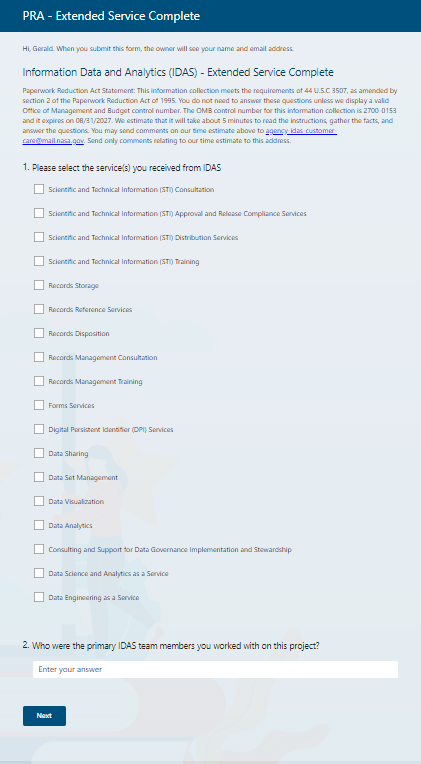 PRA - Extended Service Complete
Hi, Gerald. When you submit this form, the owner will see your name and email address.
Information Data and Analytics (IDAS) - Extended Service Complete
Paperwork Reduction Act Statement: This information collection meets the requirements of 44 U.S.C 3507, as amended by
section 2 of the Paperwork Reduction Act of 1995. You do not need to answer these questions unless we display a valid
Office of Management and Budget control number. The OMB control number for this information collection is 2700-0153
and it expires on 08/31/2027. We estimate that it will take about 5 minutes to read the instructions, gather the facts, and
answer the questions. You may send comments on our time estimate above to agency-idas-customer-
care@mail.nasa.gov. Send only comments relating to our time estimate to this address.
1. Please select the service(s) you received from IDAS
Scientific and Technical Information (STI) Consultation
Scientific and Technical Information (STI) Approval and Release Compliance Services
Scientific and Technical Information (STI) Distribution Services
Scientific and Technical Information (STI) Training
Records Storage
Records Reference Services
Records Disposition
Records Management Consultation
Records Management Training
Forms Services
Digital Persistent Identifier (DPI) Services
Data Sharing
Data Set Management
Data Visualization
Data Analytics
Consulting and Support for Data Governance Implementation and Stewardship
Data Science and Analytics as a Service
Data Engineering as a Service
2. Who were the primary IDAS team members you worked with on this project?
Enter your answer
Next